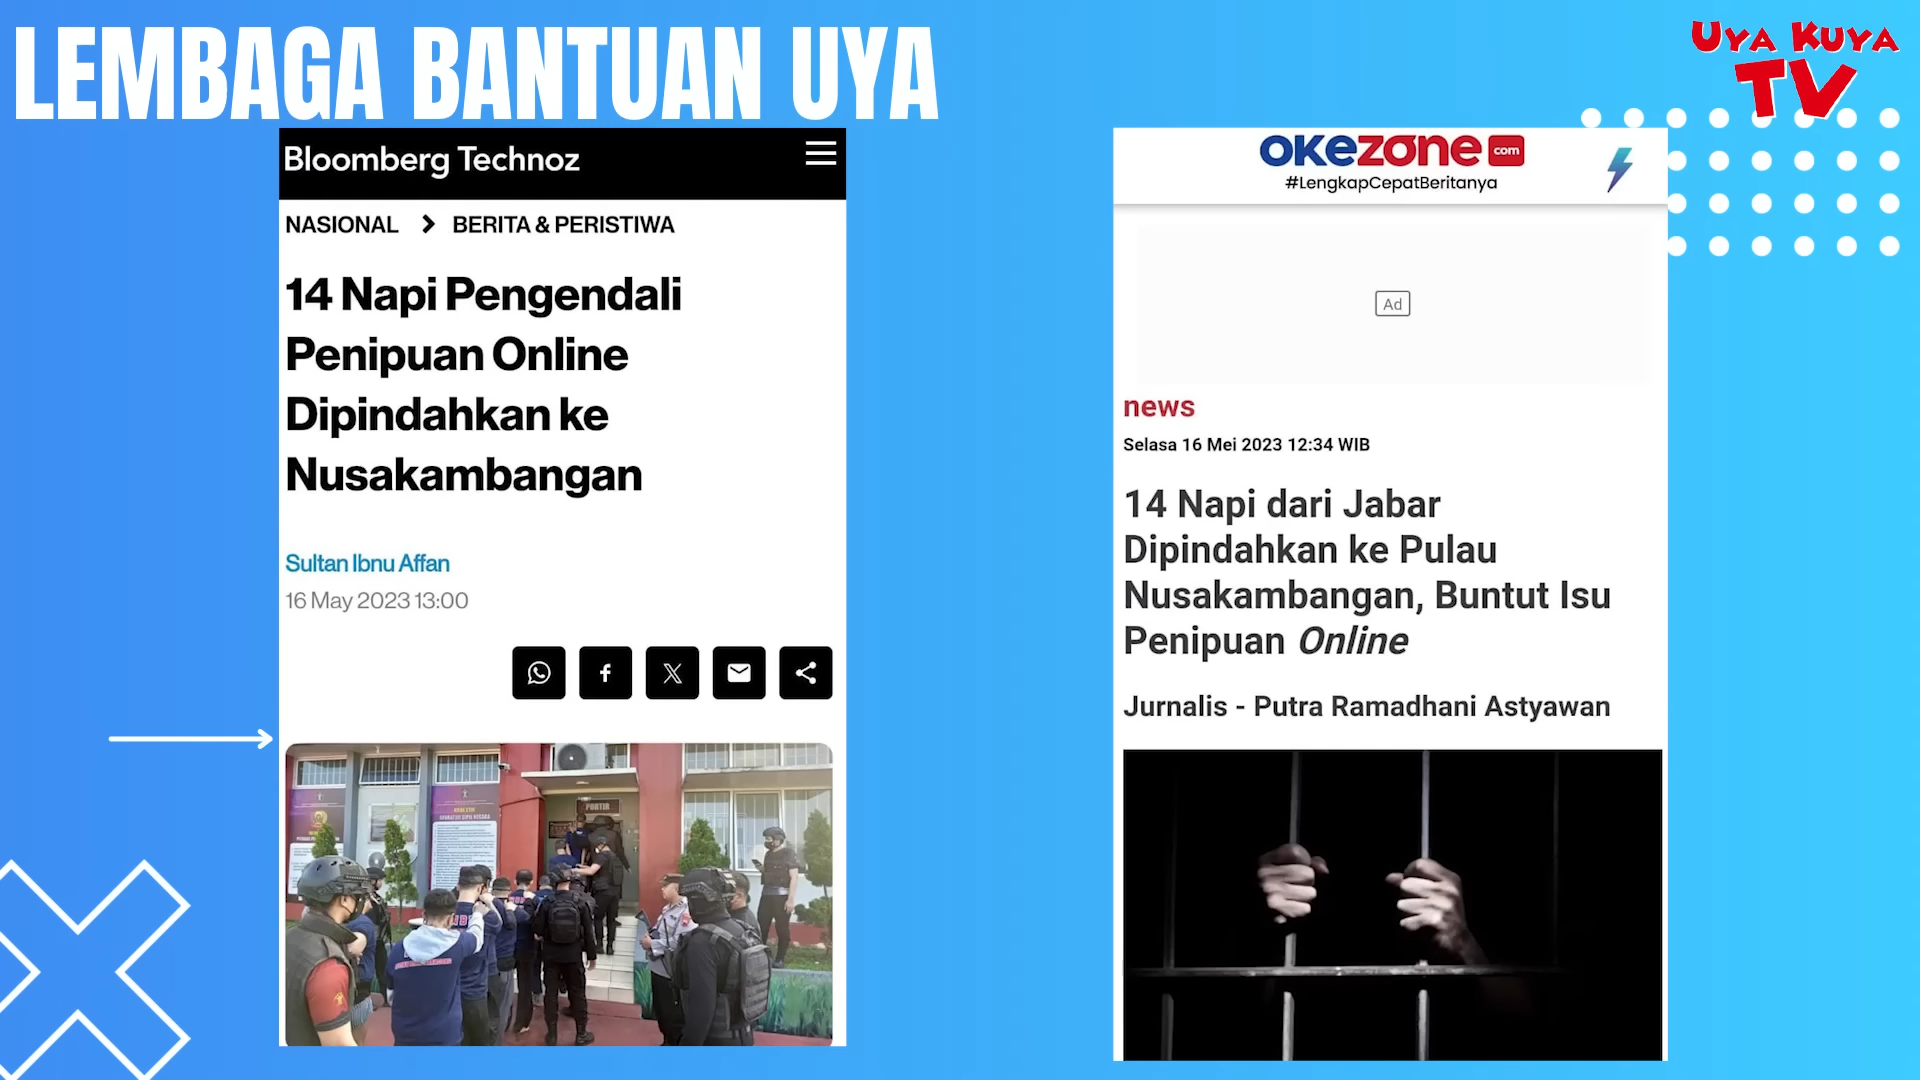 LEMBAGA BANTUAN UYA
UYA KUYA
TV
Bloomberg Technoz
NASIONAL > BERITA & PERISTIWA
14 Napi Pengendali
Penipuan Online
Dipindahkan ke
Nusakambangan
Sultan Ibnu Affan
16 May 2023 13:00
PORTIR
okezone com
#LengkapCepatBeritanya
Ad
news
Selasa 16 Mei 2023 12:34 WIB
14 Napi dari Jabar
Dipindahkan ke Pulau
Nusakambangan, Buntut Isu
Penipuan Online
Jurnalis - Putra Ramadhani Astyawan